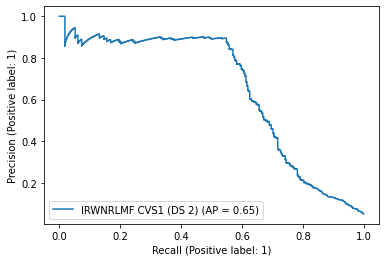 1.0
0.8
0.6
0.4
0.2
Precision (Positive label: 1)
IRWNRLMF CVS1 (DS 2) (AP = 0.65)
0.0 0.2 0.4 0.6 0.8 1.0
Recall (Positive label: 1)